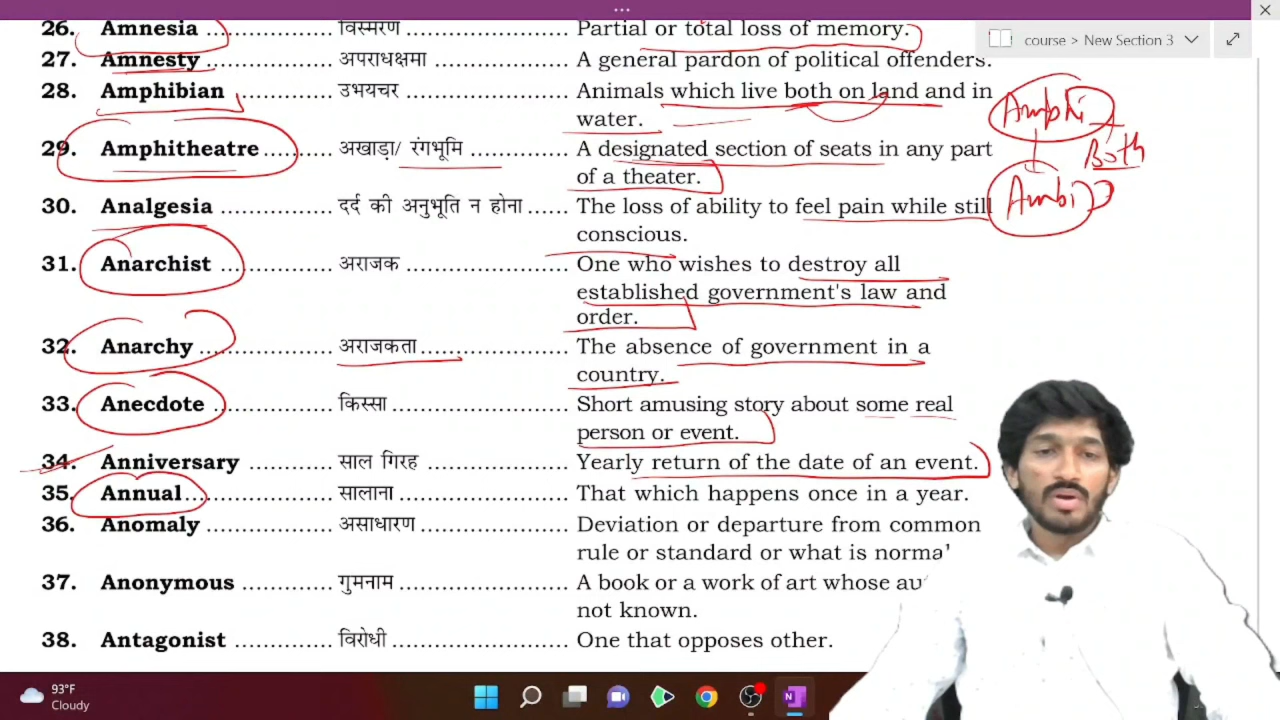 course > New Section 3
26. Amnesia .............. विस्मरण ........................ Partial or total loss of memory.
27. Amnesty ................ अपराधक्षमा .................... A general pardon of political offenders.
28. Amphibian ............. उभयचर ........................ Animals which live both on land and in
water.
29. Amphitheatre .......... अखाड़ा/ रंगभूमि .............. A designated section of seats in any part
of a theater.
30. Analgesia ................ दर्द की अनुभूति न होना ...... The loss of ability to feel pain while still
conscious.
31. Anarchist ................ अराजक ........................ One who wishes to destroy all
established government's law and
order.
32. Anarchy ................... अराजकता ..................... The absence of government in a
country.
33. Anecdote ................. किस्सा ......................... Short amusing story about some real
person or event.
34. Anniversary ............ साल गिरह .................... Yearly return of the date of an event.
35. Annual .................... सालाना ........................ That which happens once in a year.
36. Anomaly .................. असाधारण .................... Deviation or departure from common
rule or standard or what is
37. Anonymous ............. गुमनाम ........................ A book or a work of art whose
not known.
38. Antagonist .............. विरोधी ......................... One that opposes other.
Amphi
Both
Ambi
93°F
Cloudy